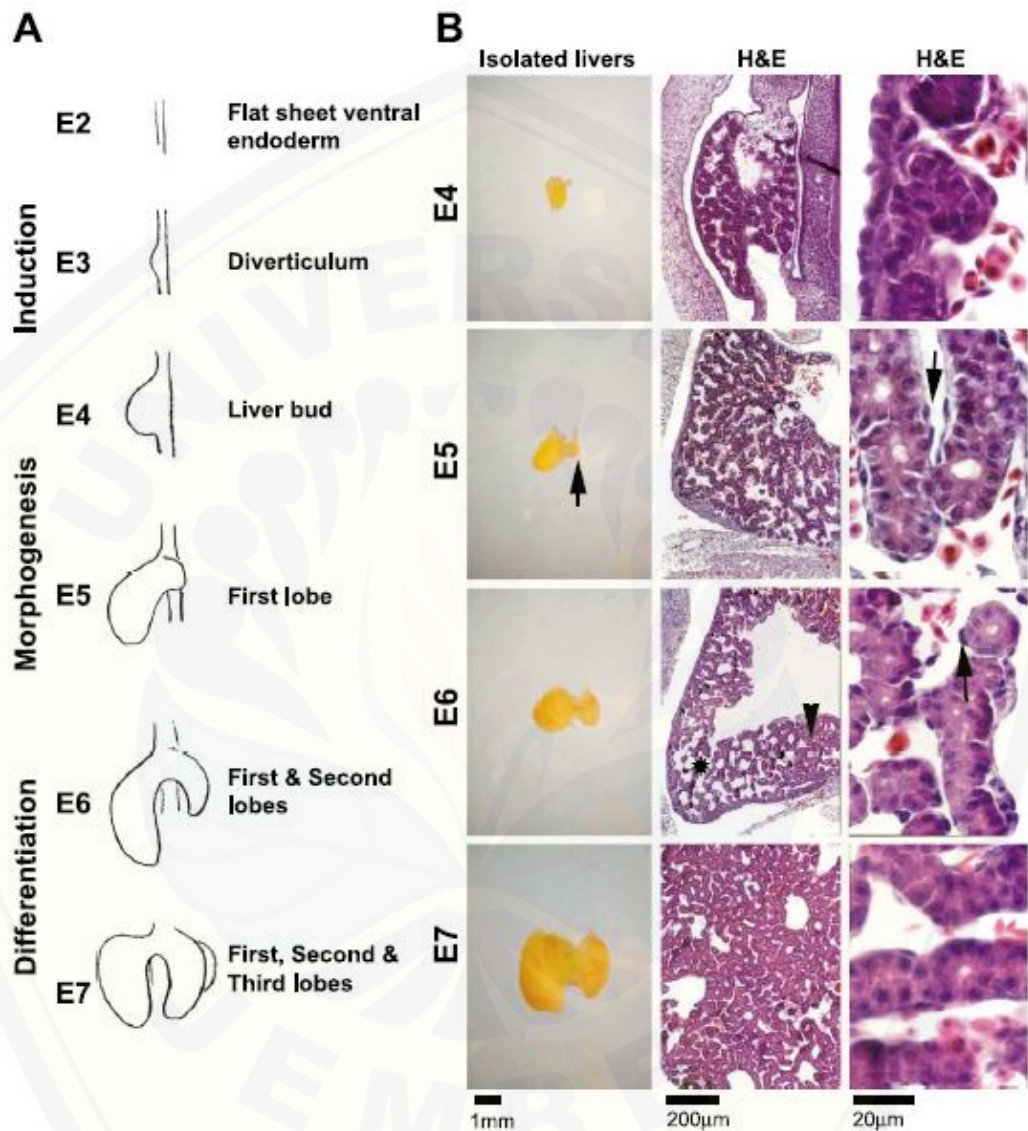 A
E2
Flat sheet ventral
endoderm
Induction
E3
Diverticulum
E4
Liver bud
Morphogenesis
E5
First lobe
Differentiation
E6
First & Second
lobes
E7
First, Second &
Third lobes
B
Isolated livers
H&E
H&E
E4
E5
E6
E7
1mm
200µm
20µm
UNIVERS